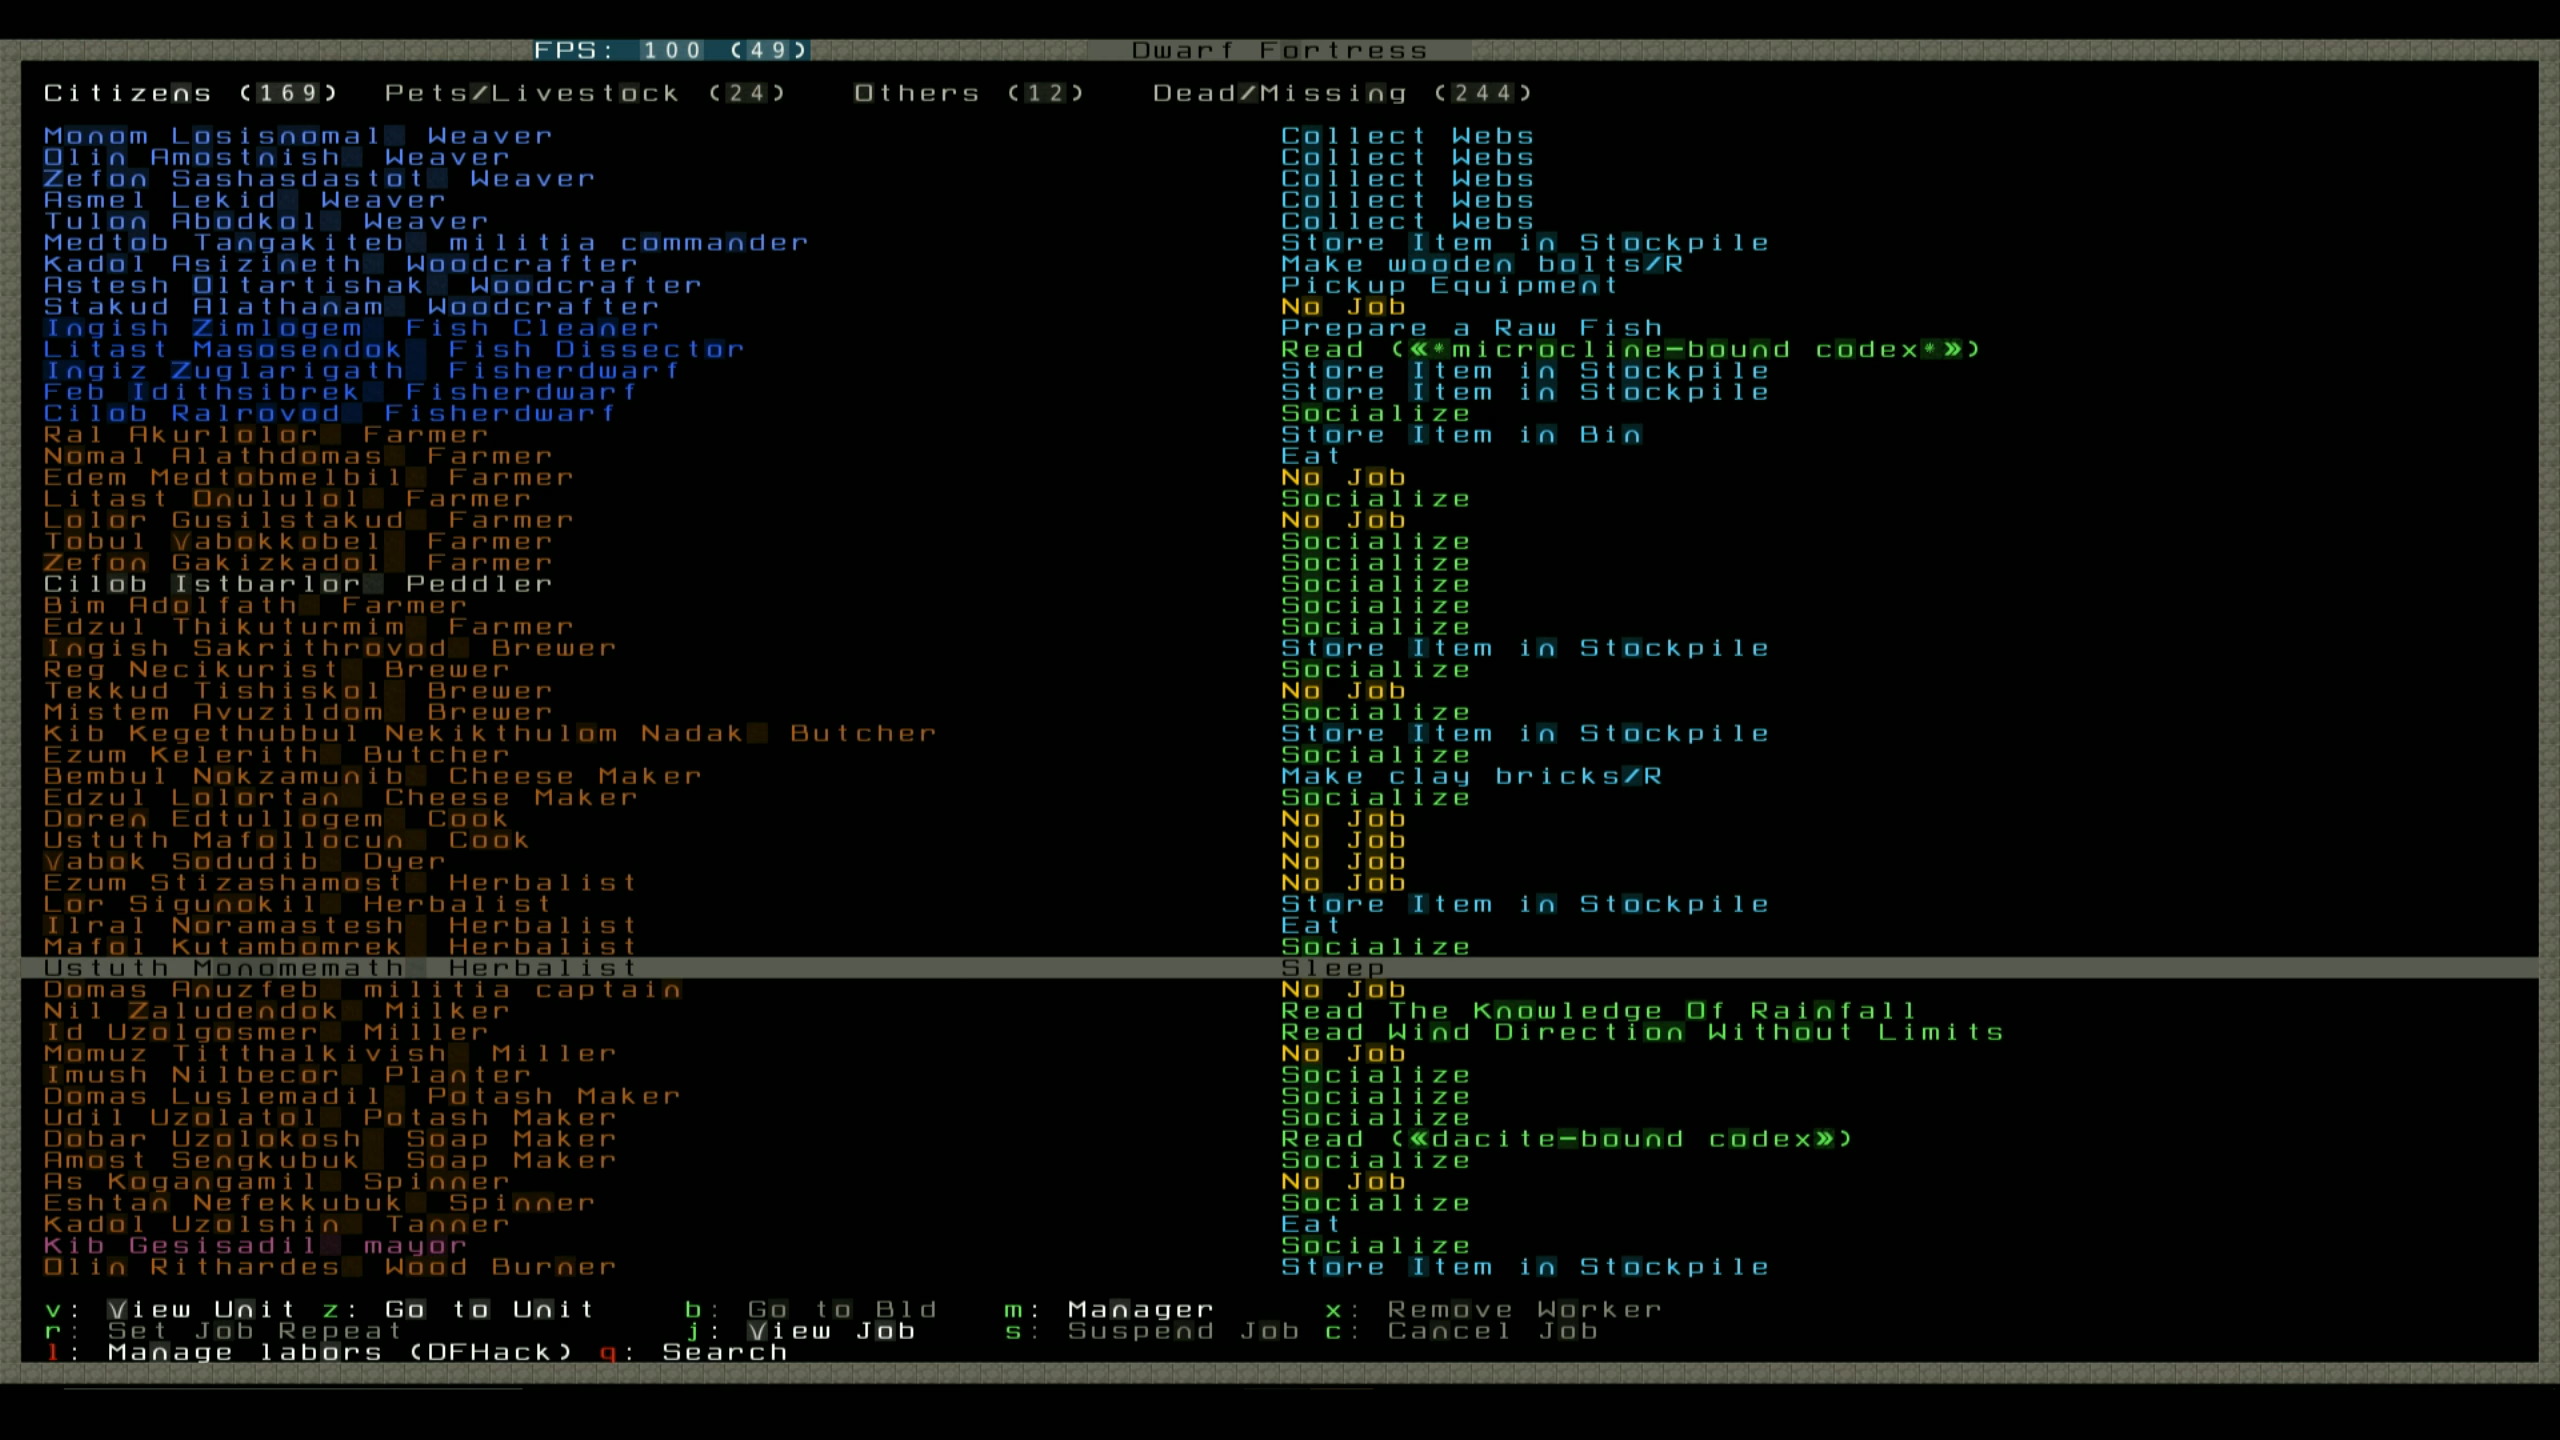 FPS: 100 (49) Dwarf Fortress
Citizens (169) Pets/Livestock (24) Others (12) Dead/Missing (244)
Monom Losisnomal Weaver Collect Webs
Olin Amostnish Weaver Collect Webs
Zefon Sashasdastot Weaver Collect Webs
Asmel Lekid Weaver Collect Webs
Tulon Abodkol Weaver Collect Webs
Medtob Tangakiteb militia commander Store Item in Stockpile
Kadol Asizineth Woodcrafter Make wooden bolts/R
Astesh Oltartishak Woodcrafter Pickup Equipment
Stakud Alathanam Woodcrafter No Job
Ingish Zimlogem Fish Cleaner Prepare a Raw Fish
Litast Masosendok Fish Dissector Read («*microcline-bound codex*»)
Ingiz Zuglarigath Fisherdwarf Store Item in Stockpile
Feb Idithsibrek Fisherdwarf Store Item in Stockpile
Cilob Ralrovod Fisherdwarf Socialize
Ral Akurlolor Farmer Store Item in Bin
Nomal Alathdomas Farmer Eat
Edem Medtobmelbil Farmer No Job
Litast Onululol Farmer Socialize
Lolor Gusilstakud Farmer No Job
Tobul Vabokkobel Farmer Socialize
Zefon Gakizkadol Farmer Socialize
Cilob Istbarlor Peddler Socialize
Bim Adolfath Farmer Socialize
Edzul Thikuturmim Farmer Socialize
Ingish Sakrithrovod Brewer Store Item in Stockpile
Reg Necikurist Brewer Socialize
Tekkud Tishiskol Brewer No Job
Mistem Avuzildom Brewer Socialize
Kib Kegethubbul Nekikthulom Nadak Butcher Store Item in Stockpile
Ezum Kelerith Butcher Socialize
Bembul Nokzamunib Cheese Maker Make clay bricks/R
Edzul Lolortan Cheese Maker Socialize
Doren Edtullogem Cook No Job
Ustuth Mafollocun Cook No Job
Vabok Sodudib Dyer No Job
Ezum Stizashamost Herbalist No Job
Lor Sigunokil Herbalist Store Item in Stockpile
Ilral Noramastesh Herbalist Eat
Mafol Kutambomrek Herbalist Socialize
Ustuth Monomemath Herbalist Sleep
Domas Anuzfeb militia captain No Job
Nil Zaludendok Milker Read The Knowledge Of Rainfall
Id Uzolgosmer Miller Read Wind Direction Without Limits
Momuz Titthalkivish Miller No Job
Imush Nilbecor Planter Socialize
Domas Luslemadil Potash Maker Socialize
Udil Uzolatol Potash Maker Socialize
Dobar Uzolokosh Soap Maker Read («dacite-bound codex»)
Amost Sengkubuk Soap Maker Socialize
As Kogangamil Spinner No Job
Eshtan Nefekkubuk Spinner Socialize
Kadol Uzolshin Tanner Eat
Kib Gesisadil mayor Socialize
Olin Rithardes Wood Burner Store Item in Stockpile
v: View Unit z: Go to Unit b: Go to Bld m: Manager x: Remove Worker
r: Set Job Repeat j: View Job s: Suspend Job c: Cancel Job
l: Manage labors (DFHack) q: Search